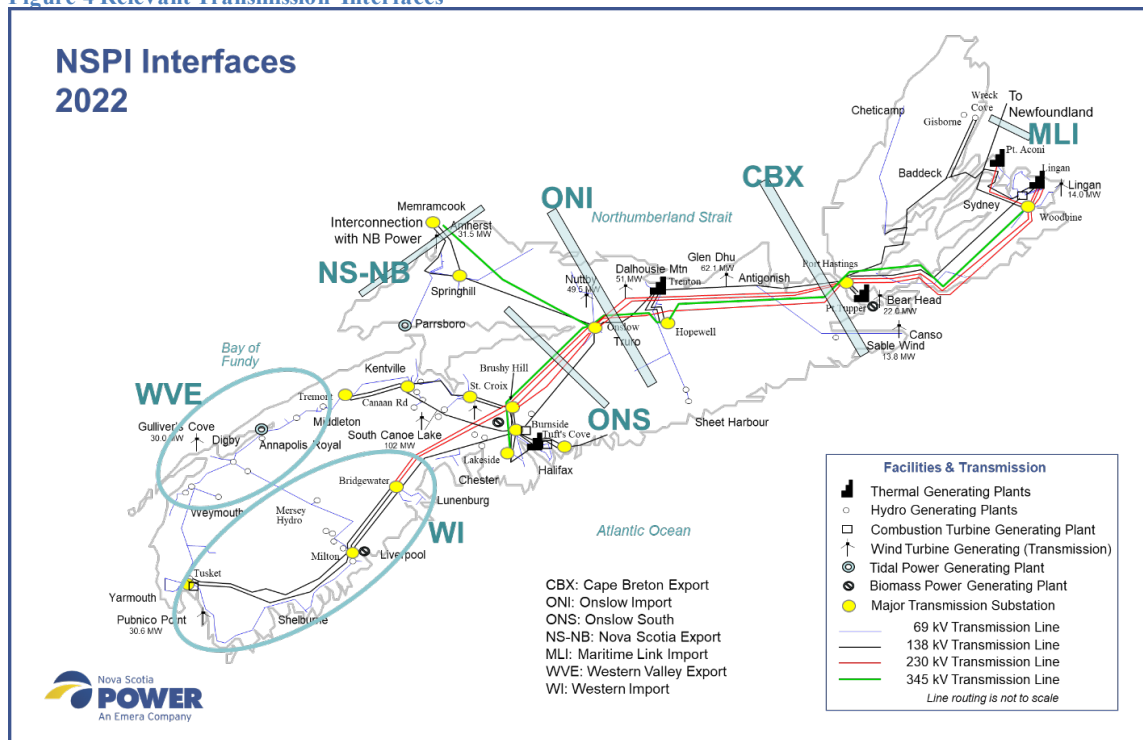 Figure 4 Relevant Transmission Interfaces
NSPI Interfaces
2022
Wreck
Cove
To
Newfoundland
Gisborne
Cheticamp
MLI
Pt. Aconi
Lingan
Lingan
14.0 MW
Baddeck
Sydney
Woodbine
CBX
ONI
Northumberland Strait
Memramcook
Interconnection
with NB Power
Amherst
31.5 MW
NS-NB
Springhill
Nuttby
49.5 MW
Dalhousie Mtn
51 MW
Trenton
Glen Dhu
62.1 MW
Antigonish
Port Hastings
Pt Tupper
Bear Head
22.0 MW
Canso
Sable Wind
13.8 MW
Parrsboro
Onslow
Truro
Hopewell
Bay of
Fundy
Kentville
St. Croix
Brushy Hill
WVE
Tremont
Canaan Rd
Middleton
ONS
Sheet Harbour
Gulliver's Cove
30.0 MW
Digby
Annapolis Royal
South Canoe Lake
102 MW
Burnside
Tuft's Cove
Lakeside
Halifax
Chester
Bridgewater
Lunenburg
Weymouth
Mersey
Hydro
WI
Atlantic Ocean
Milton
Liverpool
Tusket
Yarmouth
Pubnico Point
30.6 MW
Shelburne
CBX: Cape Breton Export
ONI: Onslow Import
ONS: Onslow South
NS-NB: Nova Scotia Export
MLI: Maritime Link Import
WVE: Western Valley Export
WI: Western Import
Facilities & Transmission
Thermal Generating Plants
Hydro Generating Plants
Combustion Turbine Generating Plant
Wind Turbine Generating (Transmission)
Tidal Power Generating Plant
Biomass Power Generating Plant
Major Transmission Substation
69 kV Transmission Line
138 kV Transmission Line
230 kV Transmission Line
345 kV Transmission Line
Line routing is not to scale
Nova Scotia
POWER
An Emera Company